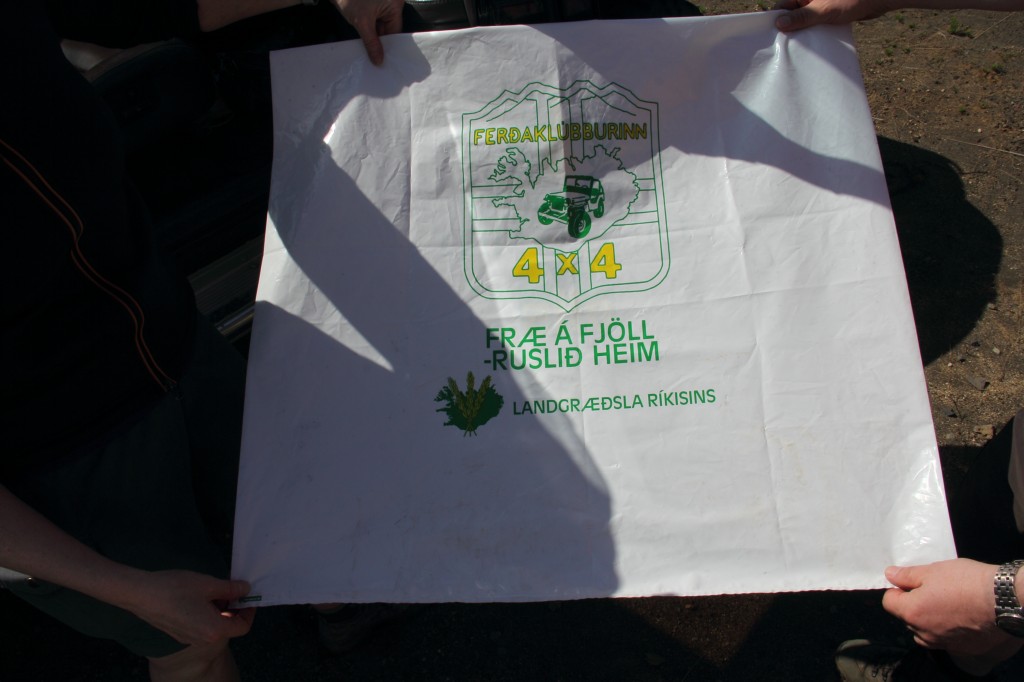 FERÐAKLÚBBURINN
4x4
FRÆ Á FJÖLL
-RUSLIÐ HEIM
LANDGRÆÐSLA RÍKISINS